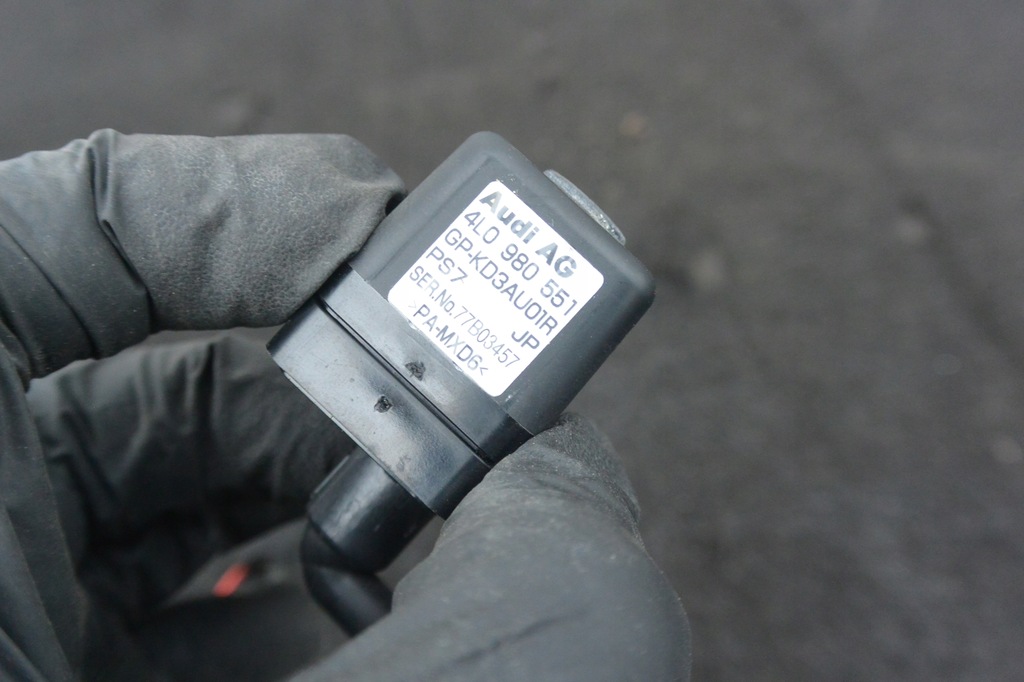 Audi AG
4L0 980 551
GP-KD3AU01R
PS7 JP
SER.No.77B03457
>PA-MXD6<